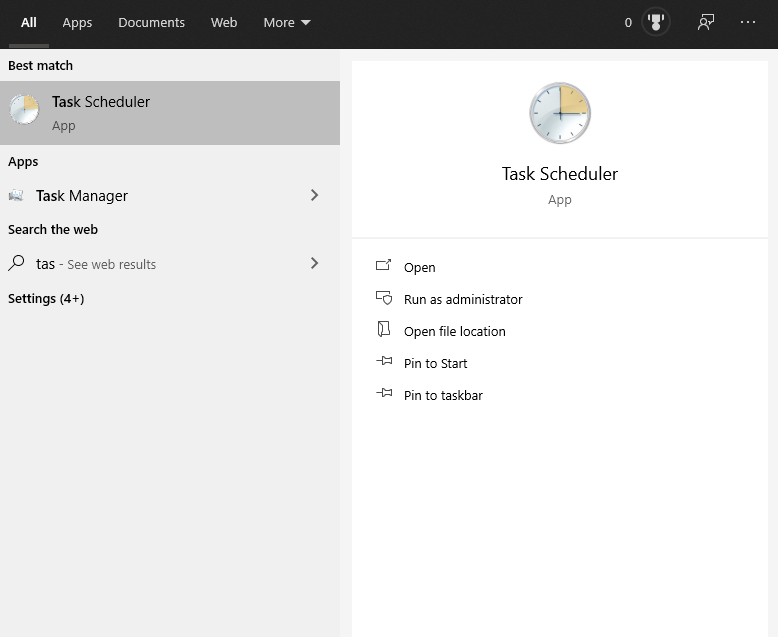 All Apps Documents Web More 0 ...
Best match
Task Scheduler
App
Apps
Task Manager
Search the web
tas - See web results
Settings (4+)
Task Scheduler
App
Open
Run as administrator
Open file location
Pin to Start
Pin to taskbar